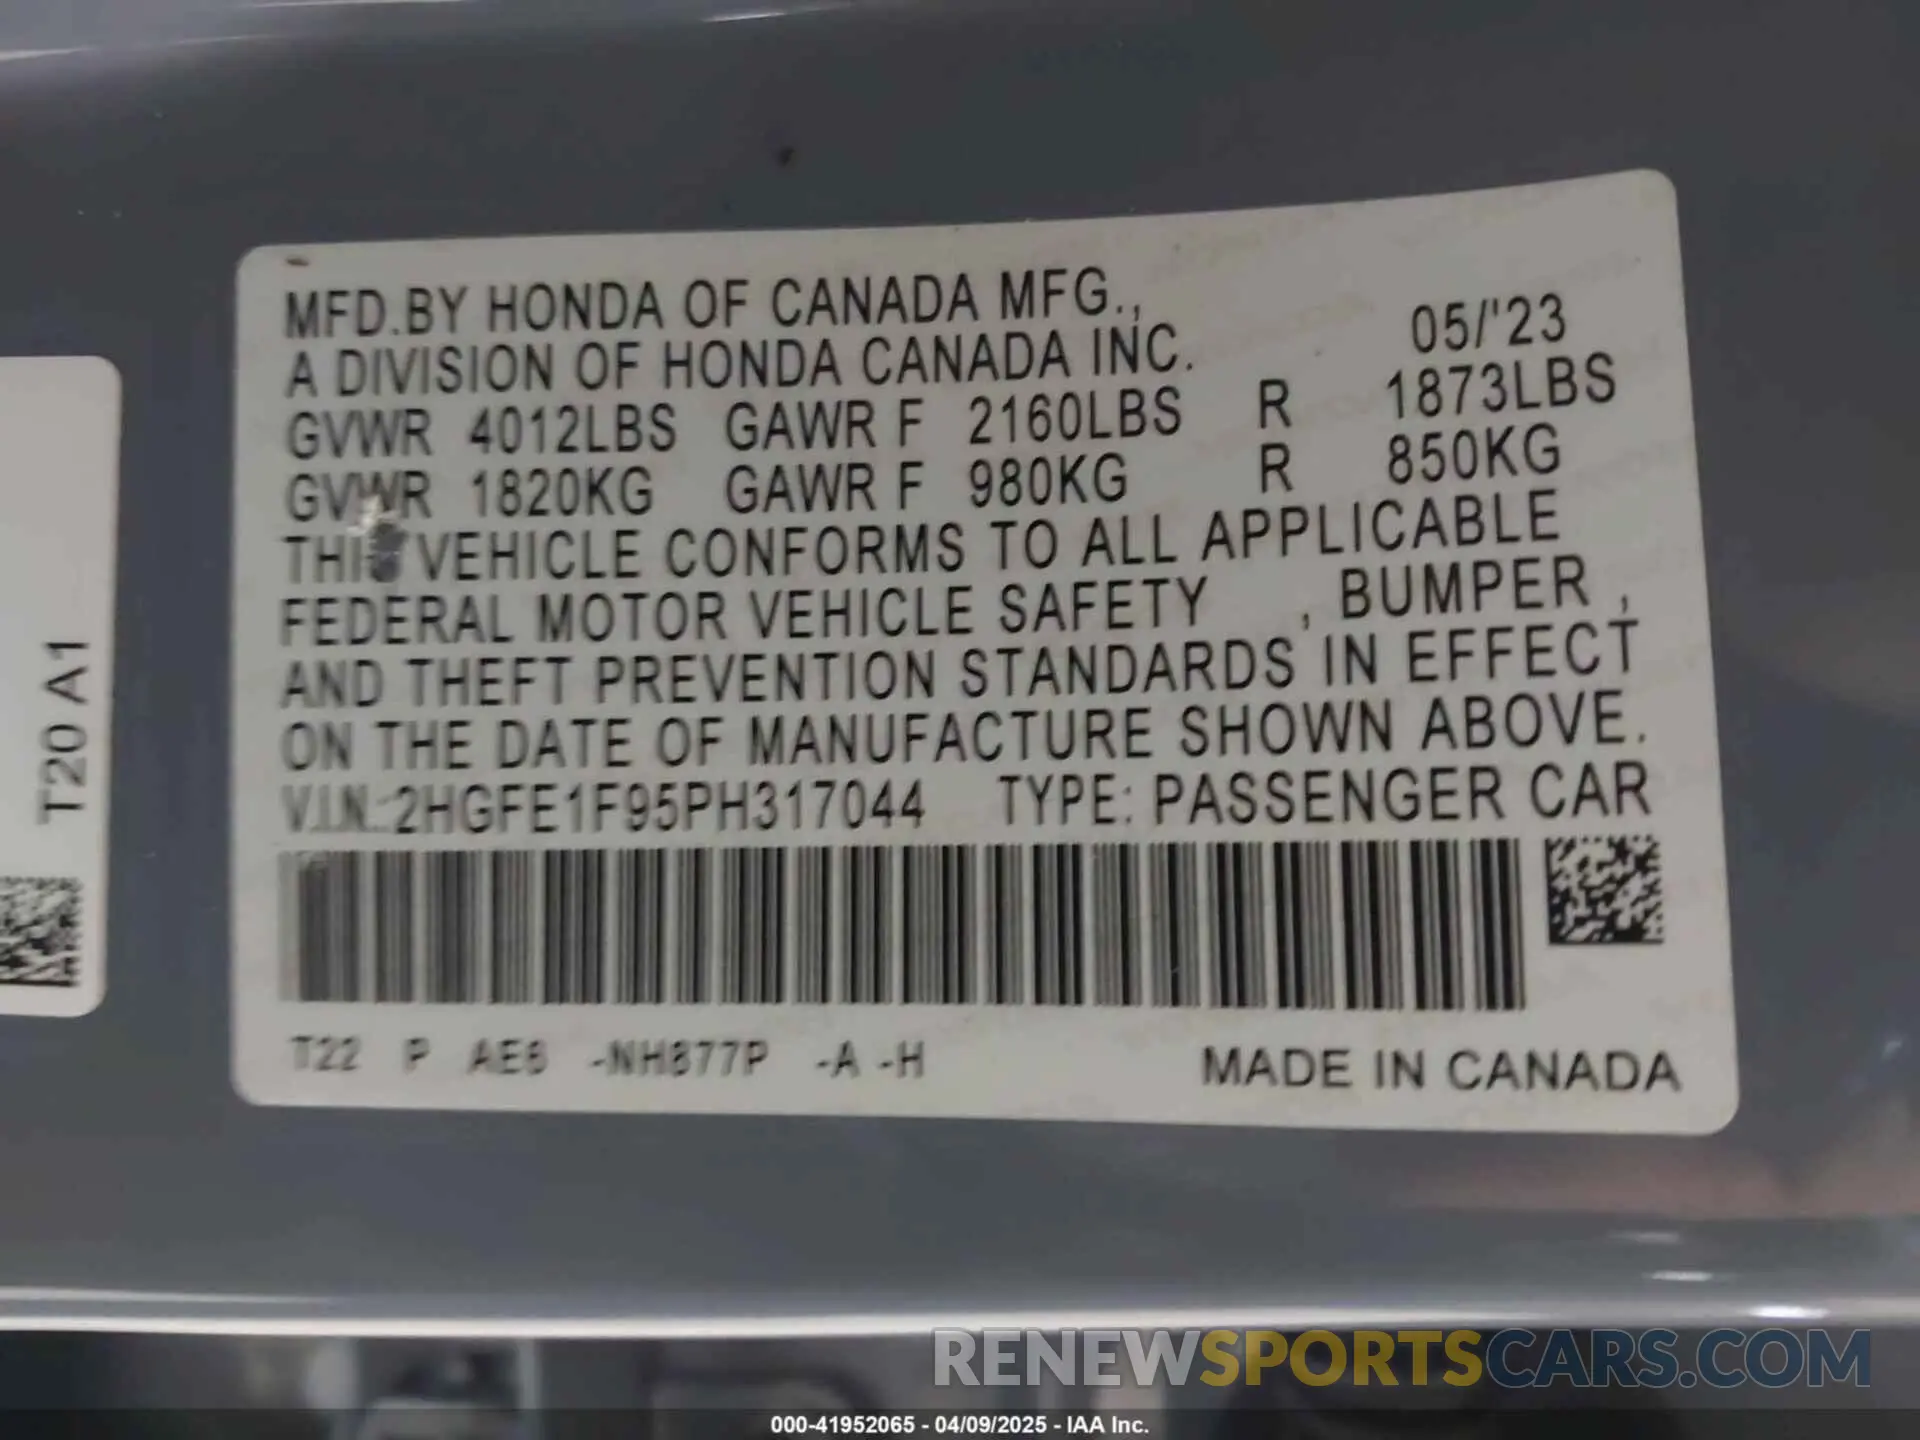 MFD.BY HONDA OF CANADA MFG.,
A DIVISION OF HONDA CANADA INC. 05/'23
GVWR 4012LBS GAWR F 2160LBS R 1873LBS
GVWR 1820KG GAWR F 980KG R 850KG
THIS VEHICLE CONFORMS TO ALL APPLICABLE
FEDERAL MOTOR VEHICLE SAFETY , BUMPER ,
AND THEFT PREVENTION STANDARDS IN EFFECT
ON THE DATE OF MANUFACTURE SHOWN ABOVE.
V.I.N.:2HGFE1F95PH317044 TYPE: PASSENGER CAR
T22 P AE6 -NH877P -A -H MADE IN CANADA
T20 A1
RENEWSPORTSCARS.COM
000-41952065 - 04/09/2025 - IAA Inc.